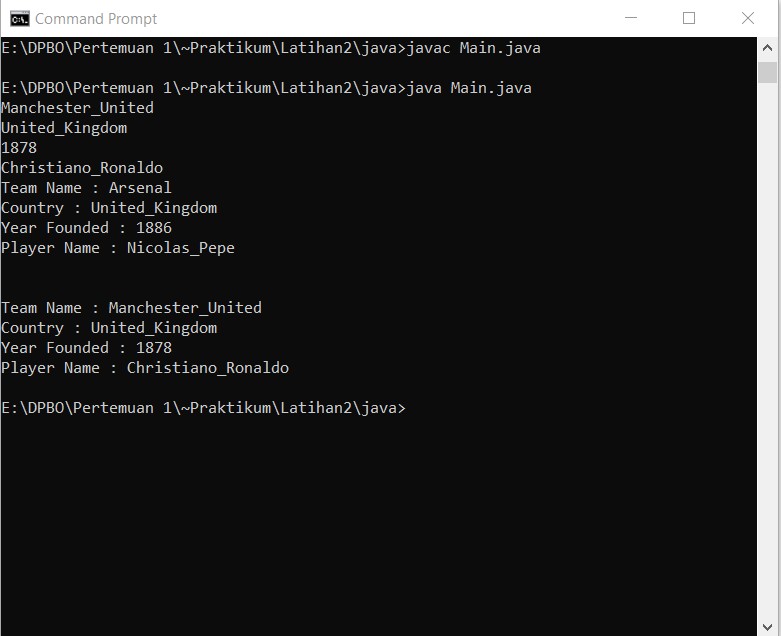 Command Prompt
E:\DPBO\Pertemuan 1\~Praktikum\Latihan2\java>javac Main.java
E:\DPBO\Pertemuan 1\~Praktikum\Latihan2\java>java Main.java
Manchester_United
United_Kingdom
1878
Christiano_Ronaldo
Team Name : Arsenal
Country : United_Kingdom
Year Founded : 1886
Player Name : Nicolas_Pepe
Team Name : Manchester_United
Country : United_Kingdom
Year Founded : 1878
Player Name : Christiano_Ronaldo
E:\DPBO\Pertemuan 1\~Praktikum\Latihan2\java>